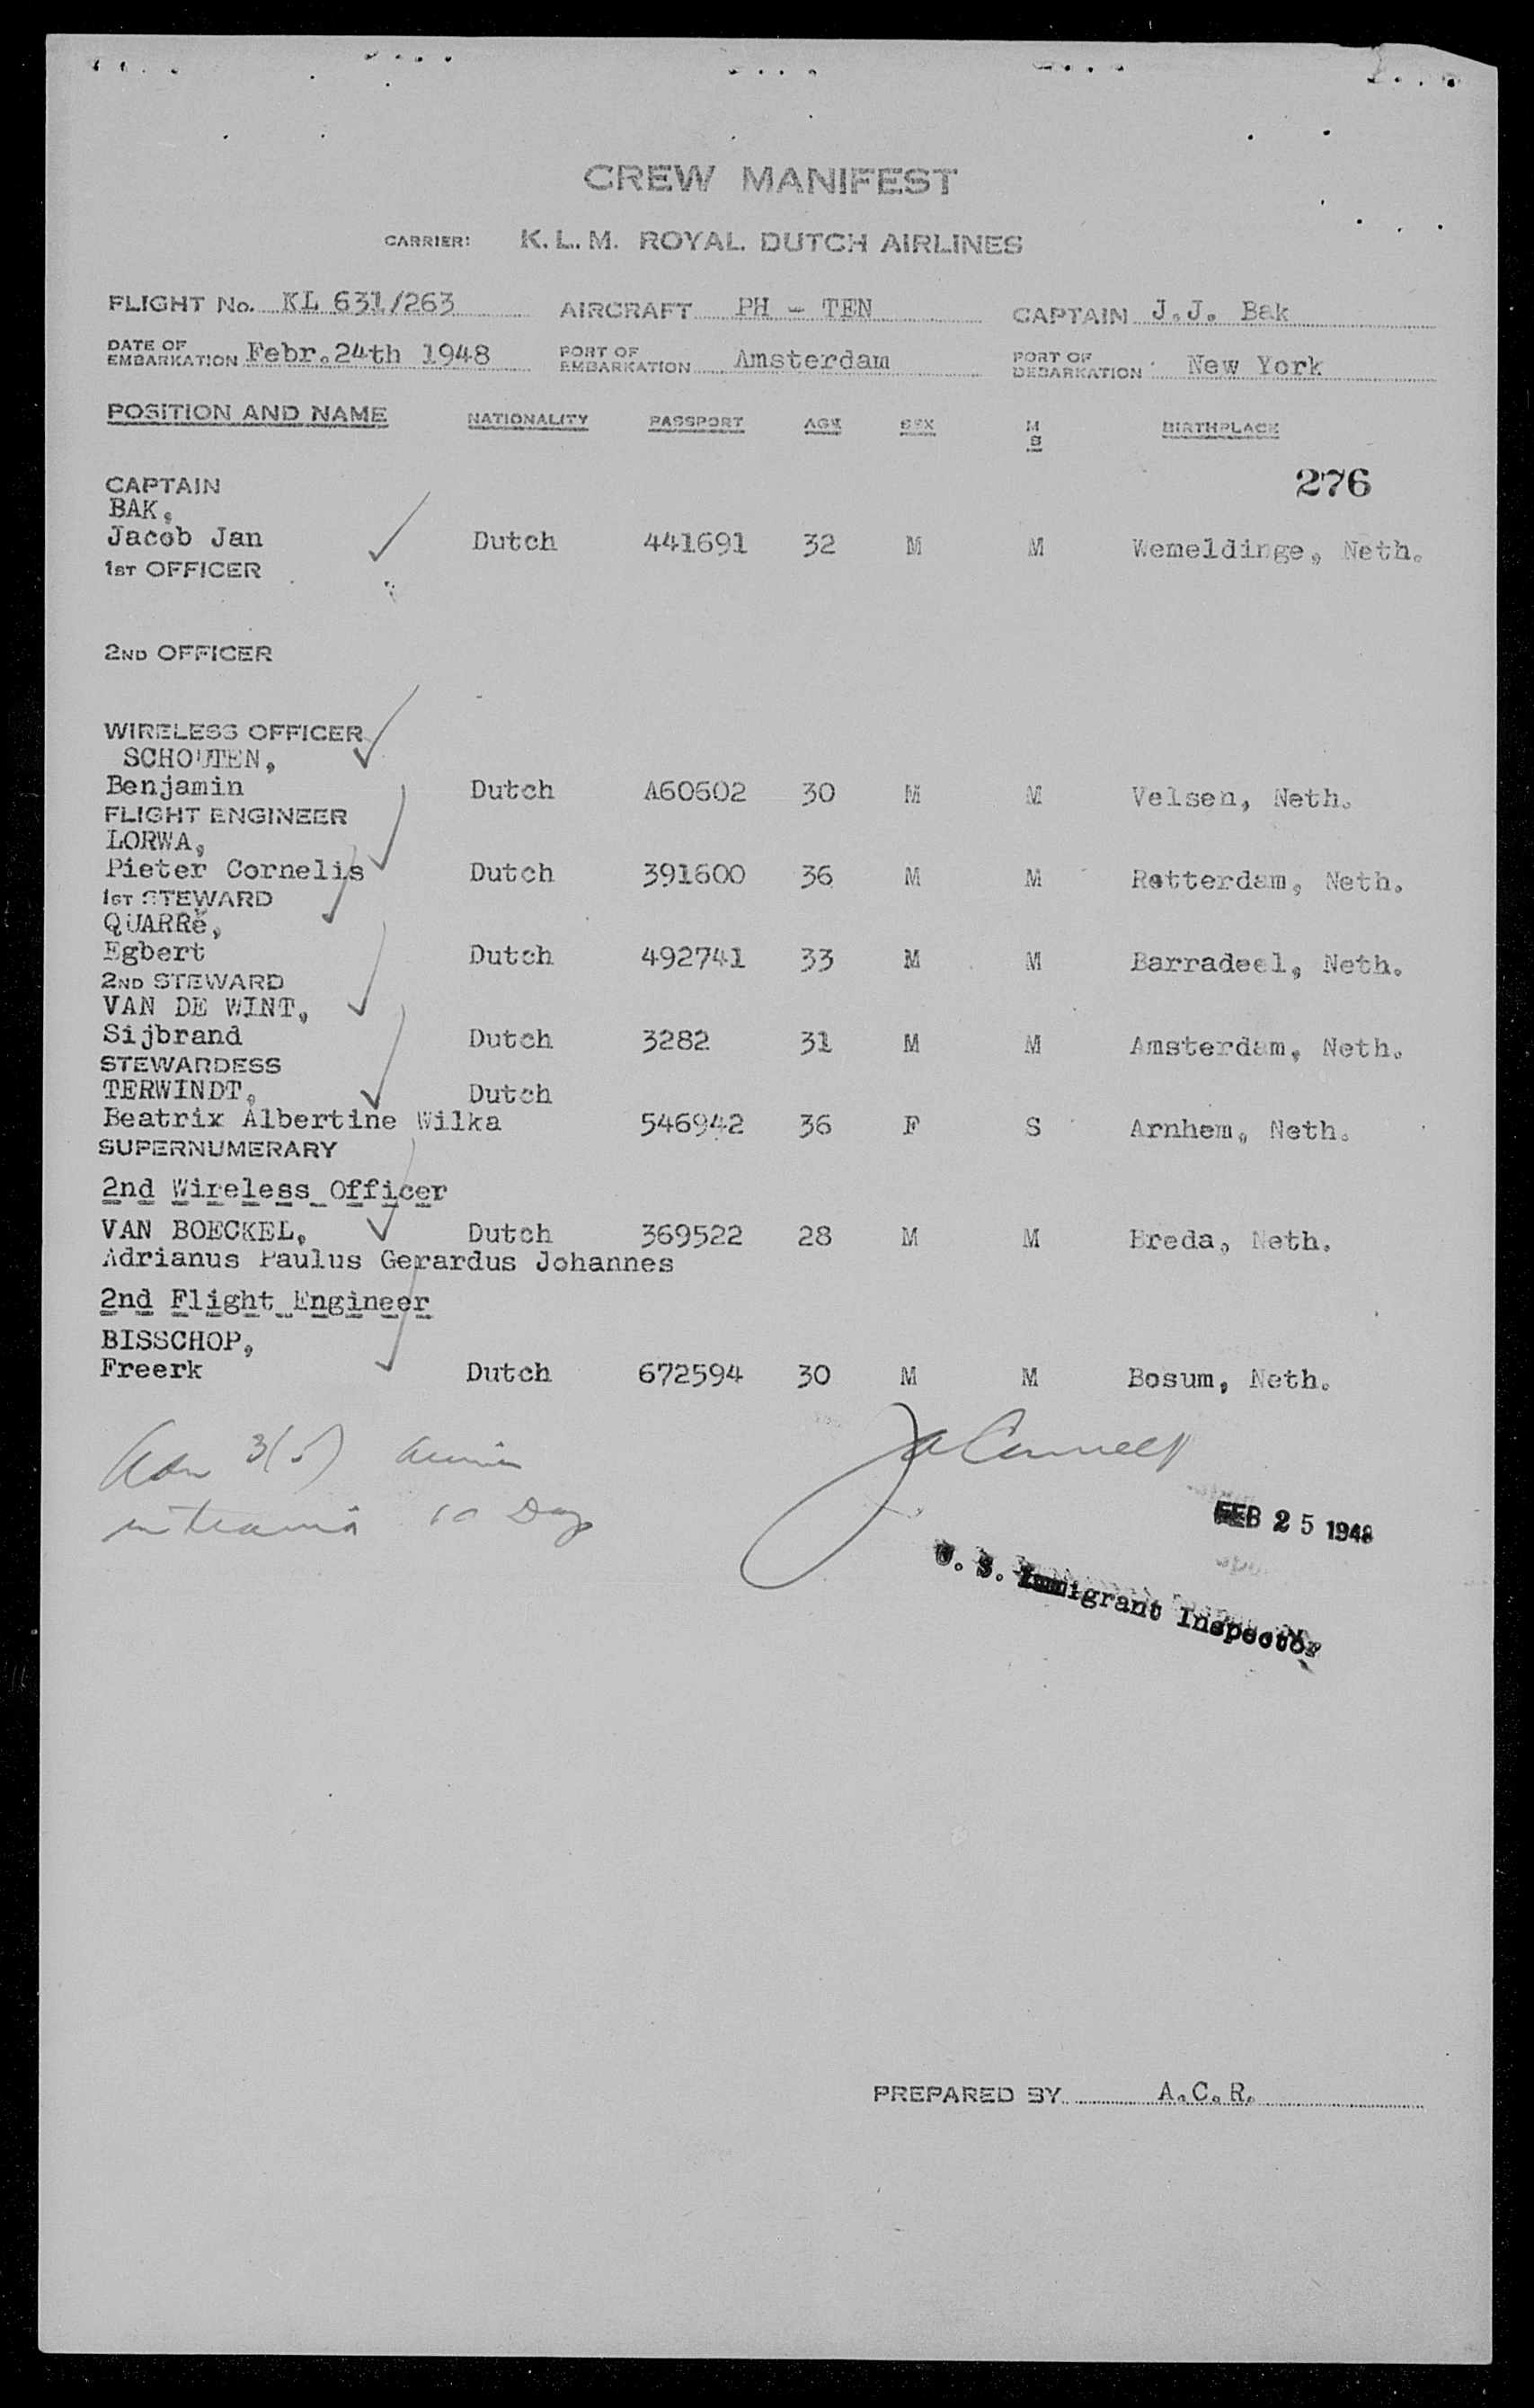 CREW MANIFEST
CARRIER: K.L.M. ROYAL DUTCH AIRLINES
FLIGHT No. KL 631/263 AIRCRAFT PH - TEN CAPTAIN J.J. Bak
DATE OF EMBARKATION Febr.24th 1948 PORT OF EMBARKATION Amsterdam PORT OF DEBARKATION New York
POSITION AND NAME NATIONALITY PASSPORT AGE SEX M S BIRTHPLACE
276
CAPTAIN
BAK,
Jacob Jan Dutch 441691 32 M M Wemeldinge, Neth.
1ST OFFICER
2ND OFFICER
WIRELESS OFFICER
SCHOUTEN,
Benjamin Dutch A60602 30 M M Velsen, Neth.
FLIGHT ENGINEER
LORWA,
Pieter Cornelis Dutch 391600 36 M M Rotterdam, Neth.
1ST STEWARD
QUARRé,
Egbert Dutch 492741 33 M M Barradeel, Neth.
2ND STEWARD
VAN DE WINT,
Sijbrand Dutch 3282 31 M M Amsterdam, Neth.
STEWARDESS
TERWINDT, Dutch
Beatrix Albertine Wilka 546942 36 F S Arnhem, Neth.
SUPERNUMERARY
2nd Wireless Officer
VAN BOECKEL, Dutch 369522 28 M M Breda, Neth.
Adrianus Paulus Gerardus Johannes
2nd Flight Engineer
BISSCHOP,
Freerk Dutch 672594 30 M M Bosum, Neth.
3(5)
Day
FEB 25 1948
U. S. Immigrant Inspector
PREPARED BY A.C.R.